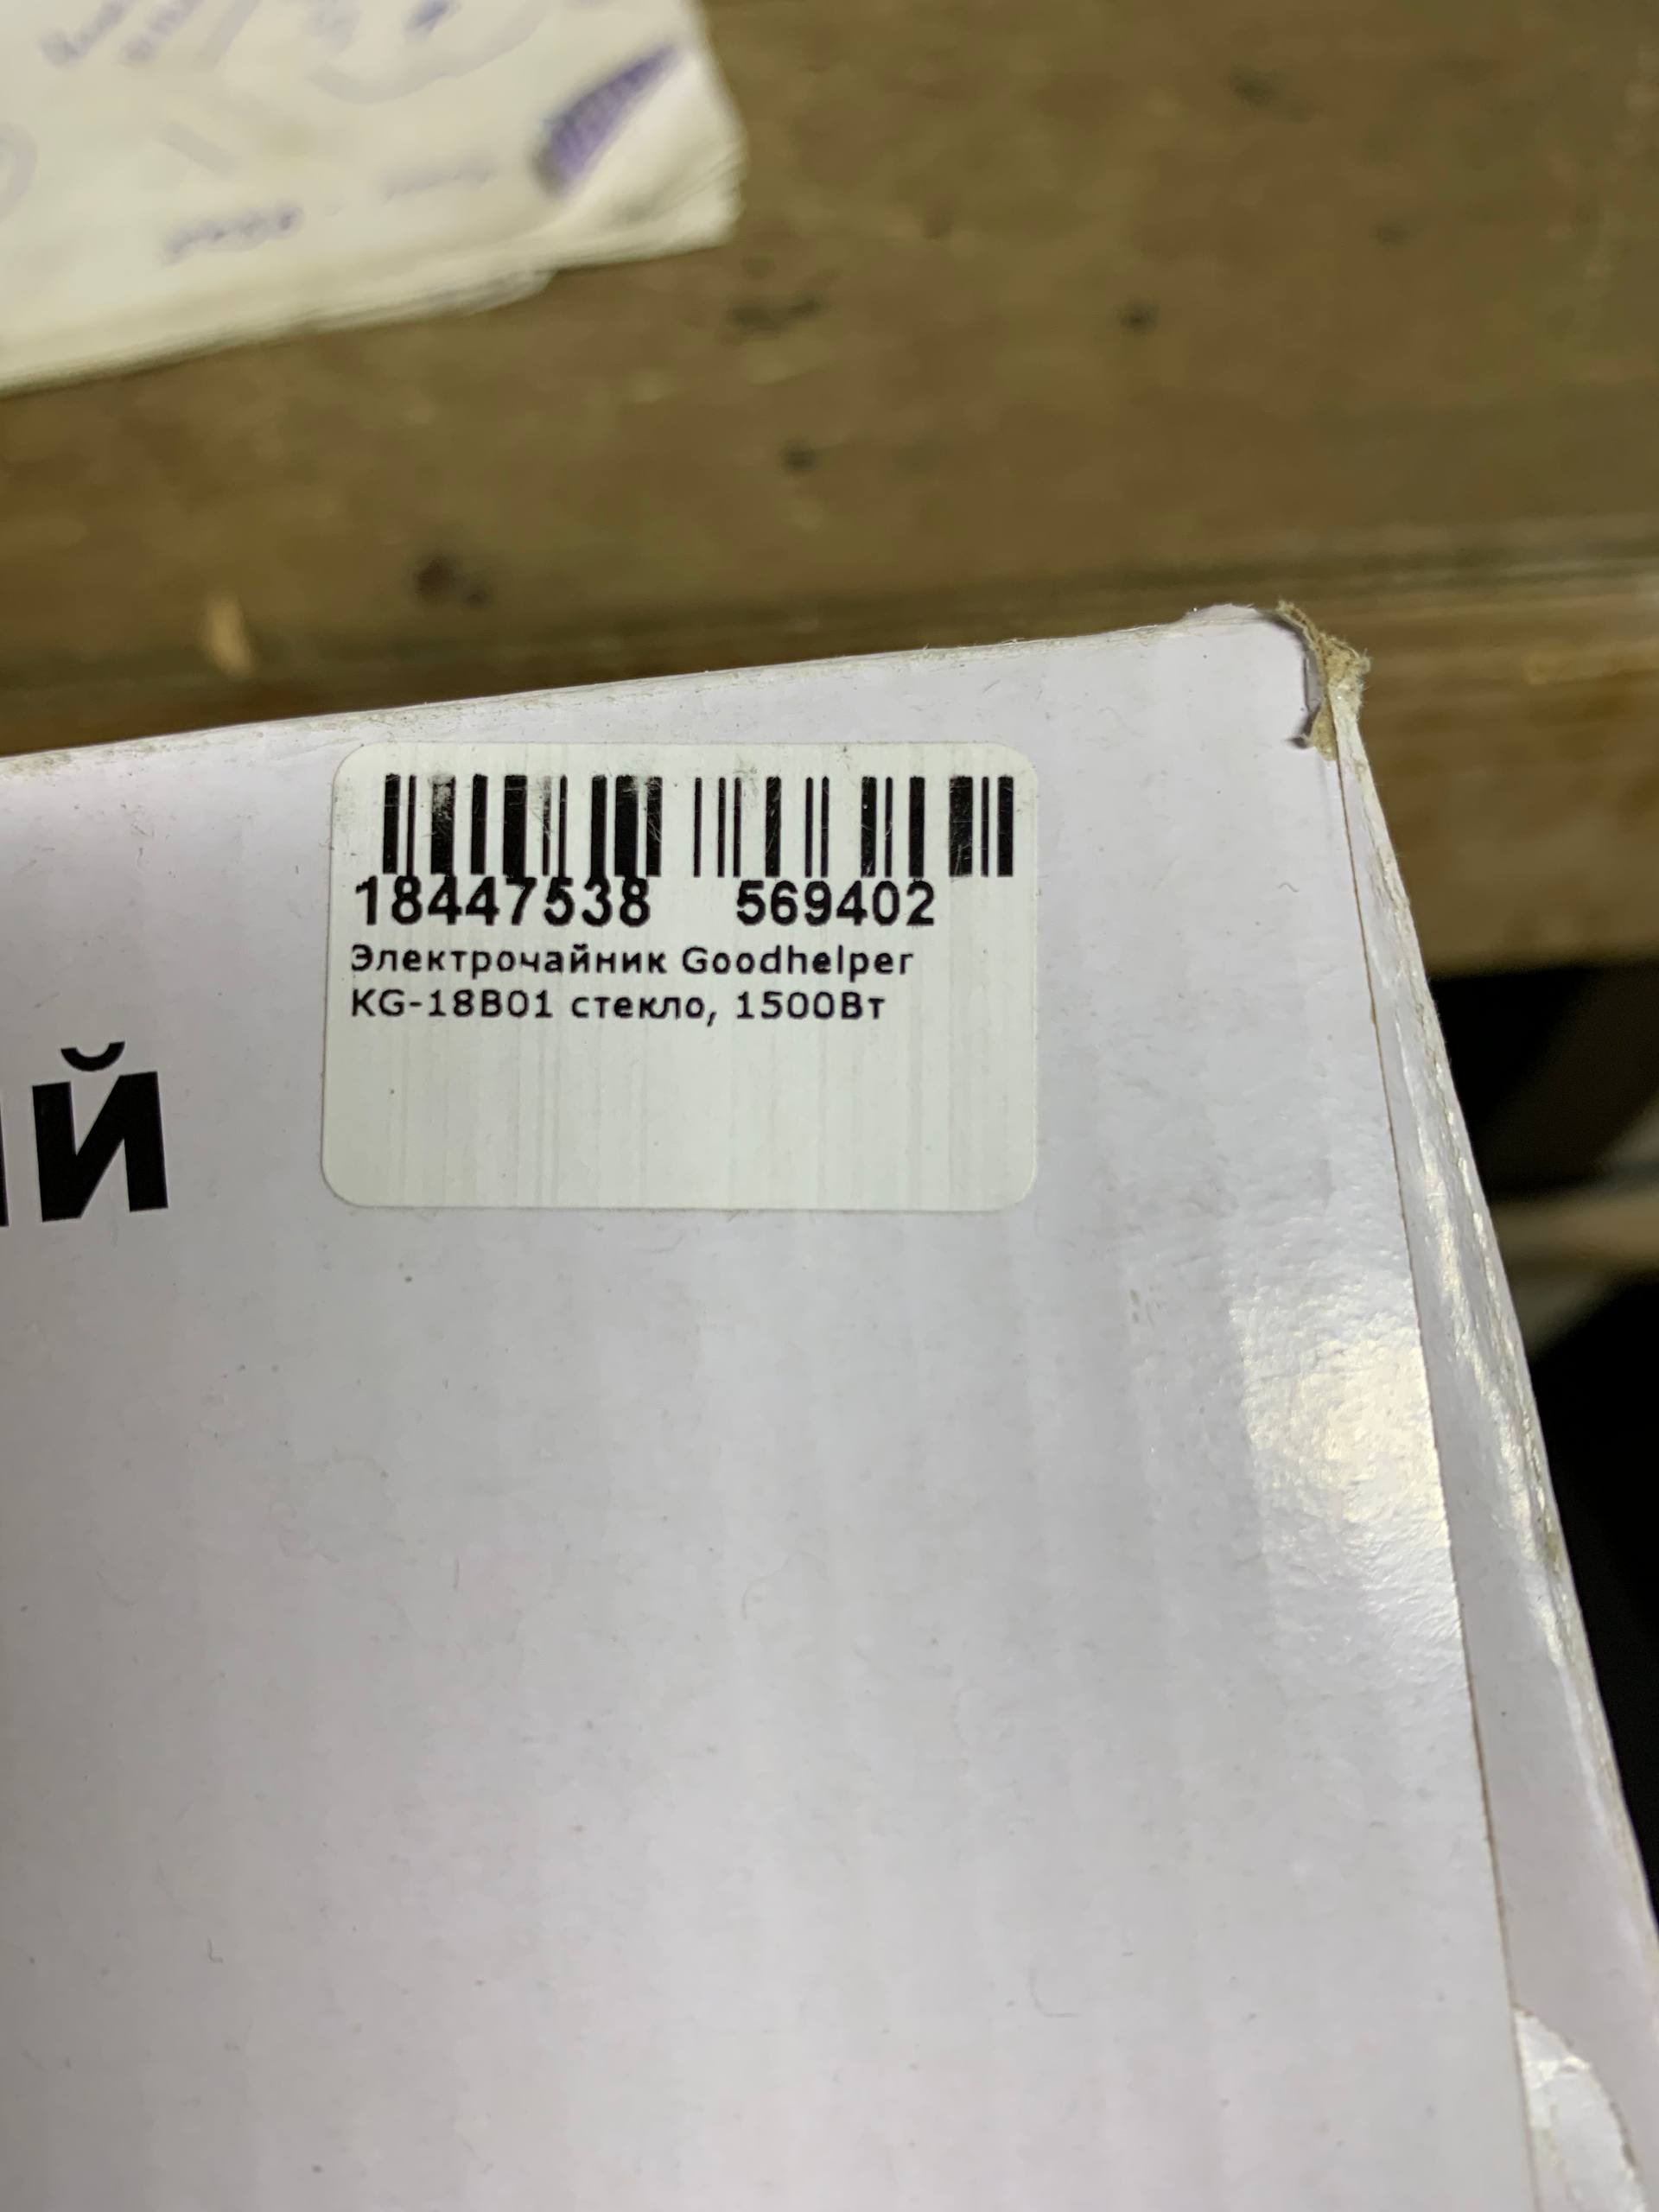 18447538 569402
Электрочайник Goodhelper
KG-18B01 стекло, 1500Вт
Й